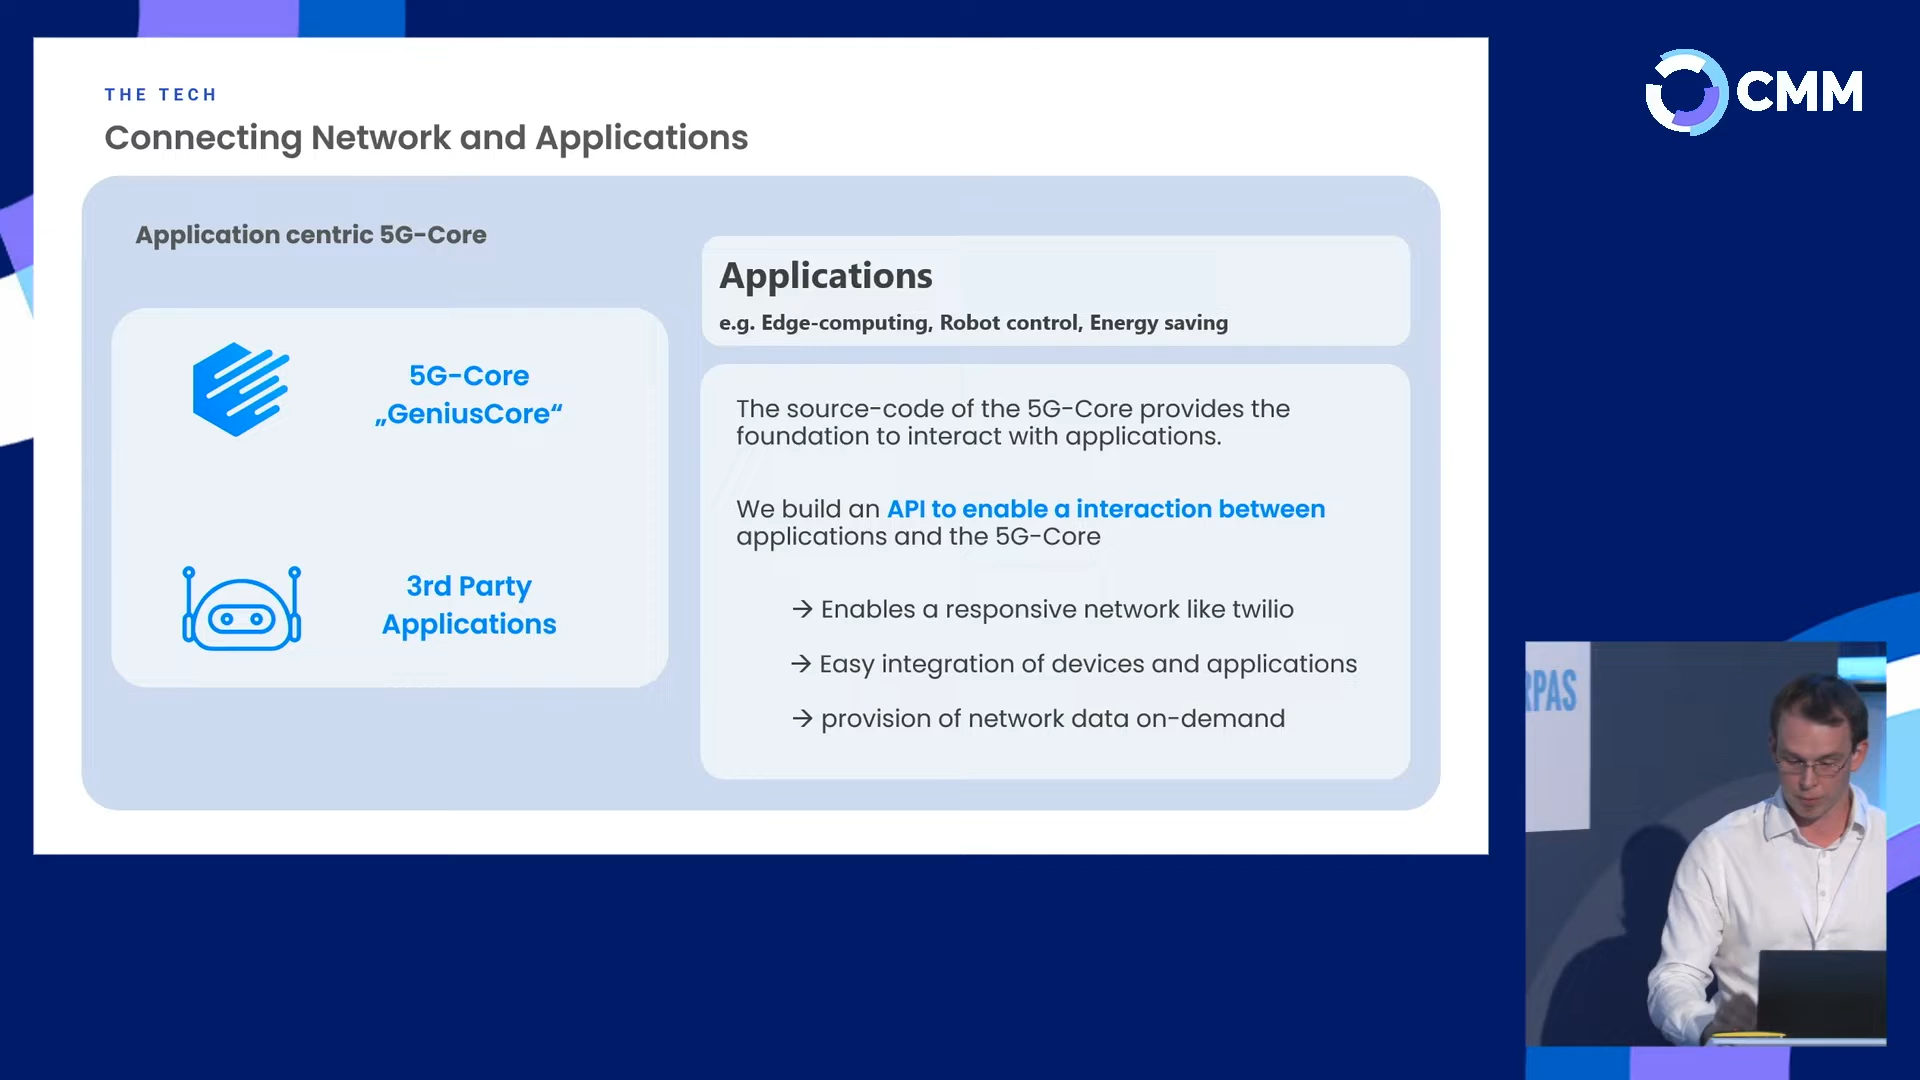 THE TECH
Connecting Network and Applications
Application centric 5G-Core
5G-Core
„GeniusCore“
3rd Party
Applications
Applications
e.g. Edge-computing, Robot control, Energy saving
The source-code of the 5G-Core provides the
foundation to interact with applications.
We build an API to enable a interaction between
applications and the 5G-Core
→ Enables a responsive network like twilio
→ Easy integration of devices and applications
→ provision of network data on-demand
CMM
RPAS